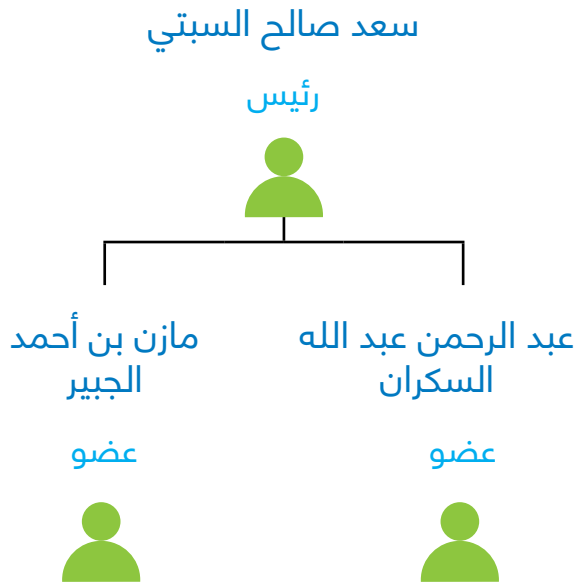 سعد صالح السبتي
رئيس
عبد الرحمن عبد الله
السكران
عضو
مازن بن أحمد
الجبير
عضو